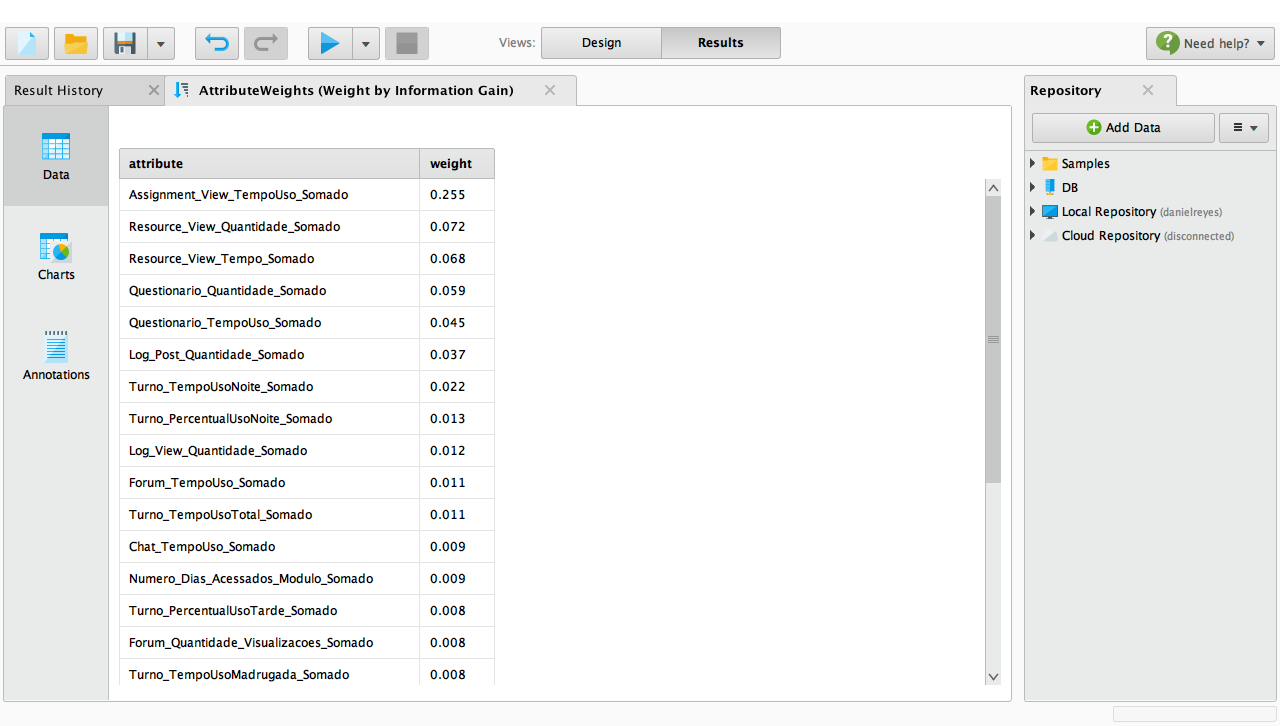 Views: Design Results Need help?
Result History AttributeWeights (Weight by Information Gain) Repository
Add Data
Data
Charts
Annotations
attribute weight
Assignment_View_TempoUso_Somado 0.255
Resource_View_Quantidade_Somado 0.072
Resource_View_Tempo_Somado 0.068
Questionario_Quantidade_Somado 0.059
Questionario_TempoUso_Somado 0.045
Log_Post_Quantidade_Somado 0.037
Turno_TempoUsoNoite_Somado 0.022
Turno_PercentualUsoNoite_Somado 0.013
Log_View_Quantidade_Somado 0.012
Forum_TempoUso_Somado 0.011
Turno_TempoUsoTotal_Somado 0.011
Chat_TempoUso_Somado 0.009
Numero_Dias_Acessados_Modulo_Somado 0.009
Turno_PercentualUsoTarde_Somado 0.008
Forum_Quantidade_Visualizacoes_Somado 0.008
Turno_TempoUsoMadrugada_Somado 0.008
Samples
DB
Local Repository (danielreyes)
Cloud Repository (disconnected)